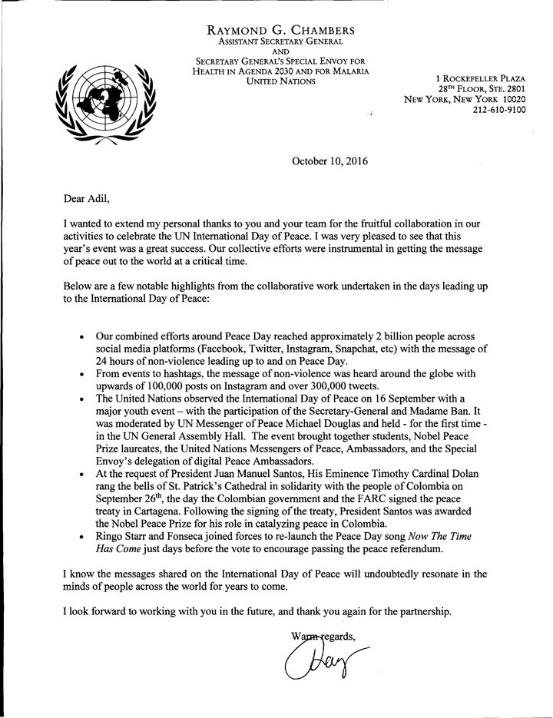 RAYMOND G. CHAMBERS
ASSISTANT SECRETARY GENERAL
AND
SECRETARY GENERAL'S SPECIAL ENVOY FOR
HEALTH IN AGENDA 2030 AND FOR MALARIA
UNITED NATIONS
1 ROCKEFELLER PLAZA
28TH FLOOR, STE. 2801
NEW YORK, NEW YORK 10020
212-610-9100
October 10, 2016
Dear Adil,
I wanted to extend my personal thanks to you and your team for the fruitful collaboration in our
activities to celebrate the UN International Day of Peace. I was very pleased to see that this
year's event was a great success. Our collective efforts were instrumental in getting the message
of peace out to the world at a critical time.
Below are a few notable highlights from the collaborative work undertaken in the days leading up
to the International Day of Peace:
• Our combined efforts around Peace Day reached approximately 2 billion people across
social media platforms (Facebook, Twitter, Instagram, Snapchat, etc) with the message of
24 hours of non-violence leading up to and on Peace Day.
• From events to hashtags, the message of non-violence was heard around the globe with
upwards of 100,000 posts on Instagram and over 300,000 tweets.
• The United Nations observed the International Day of Peace on 16 September with a
major youth event – with the participation of the Secretary-General and Madame Ban. It
was moderated by UN Messenger of Peace Michael Douglas and held - for the first time -
in the UN General Assembly Hall. The event brought together students, Nobel Peace
Prize laureates, the United Nations Messengers of Peace, Ambassadors, and the Special
Envoy's delegation of digital Peace Ambassadors.
• At the request of President Juan Manuel Santos, His Eminence Timothy Cardinal Dolan
rang the bells of St. Patrick's Cathedral in solidarity with the people of Colombia on
September 26th, the day the Colombian government and the FARC signed the peace
treaty in Cartagena. Following the signing of the treaty, President Santos was awarded
the Nobel Peace Prize for his role in catalyzing peace in Colombia.
• Ringo Starr and Fonseca joined forces to re-launch the Peace Day song Now The Time
Has Come just days before the vote to encourage passing the peace referendum.
I know the messages shared on the International Day of Peace will undoubtedly resonate in the
minds of people across the world for years to come.
I look forward to working with you in the future, and thank you again for the partnership.
Warm regards,
Ray